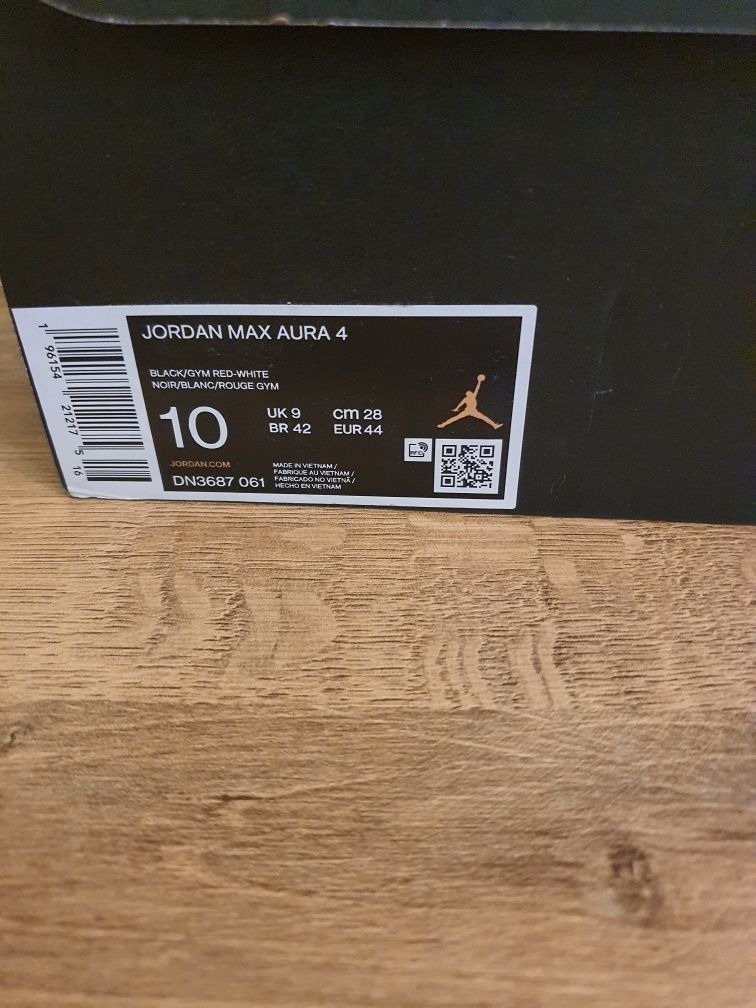 JORDAN MAX AURA 4
BLACK/GYM RED-WHITE
NOIR/BLANC/ROUGE GYM
10
UK 9 cm 28
BR 42 EUR 44
JORDAN.COM
DN3687 061
MADE IN VIETNAM /
FABRIQUE AU VIETNAM /
FABRICADO NO VIETNÃ /
HECHO EN VIETNAM
RFID
1 96154 21217 5 16